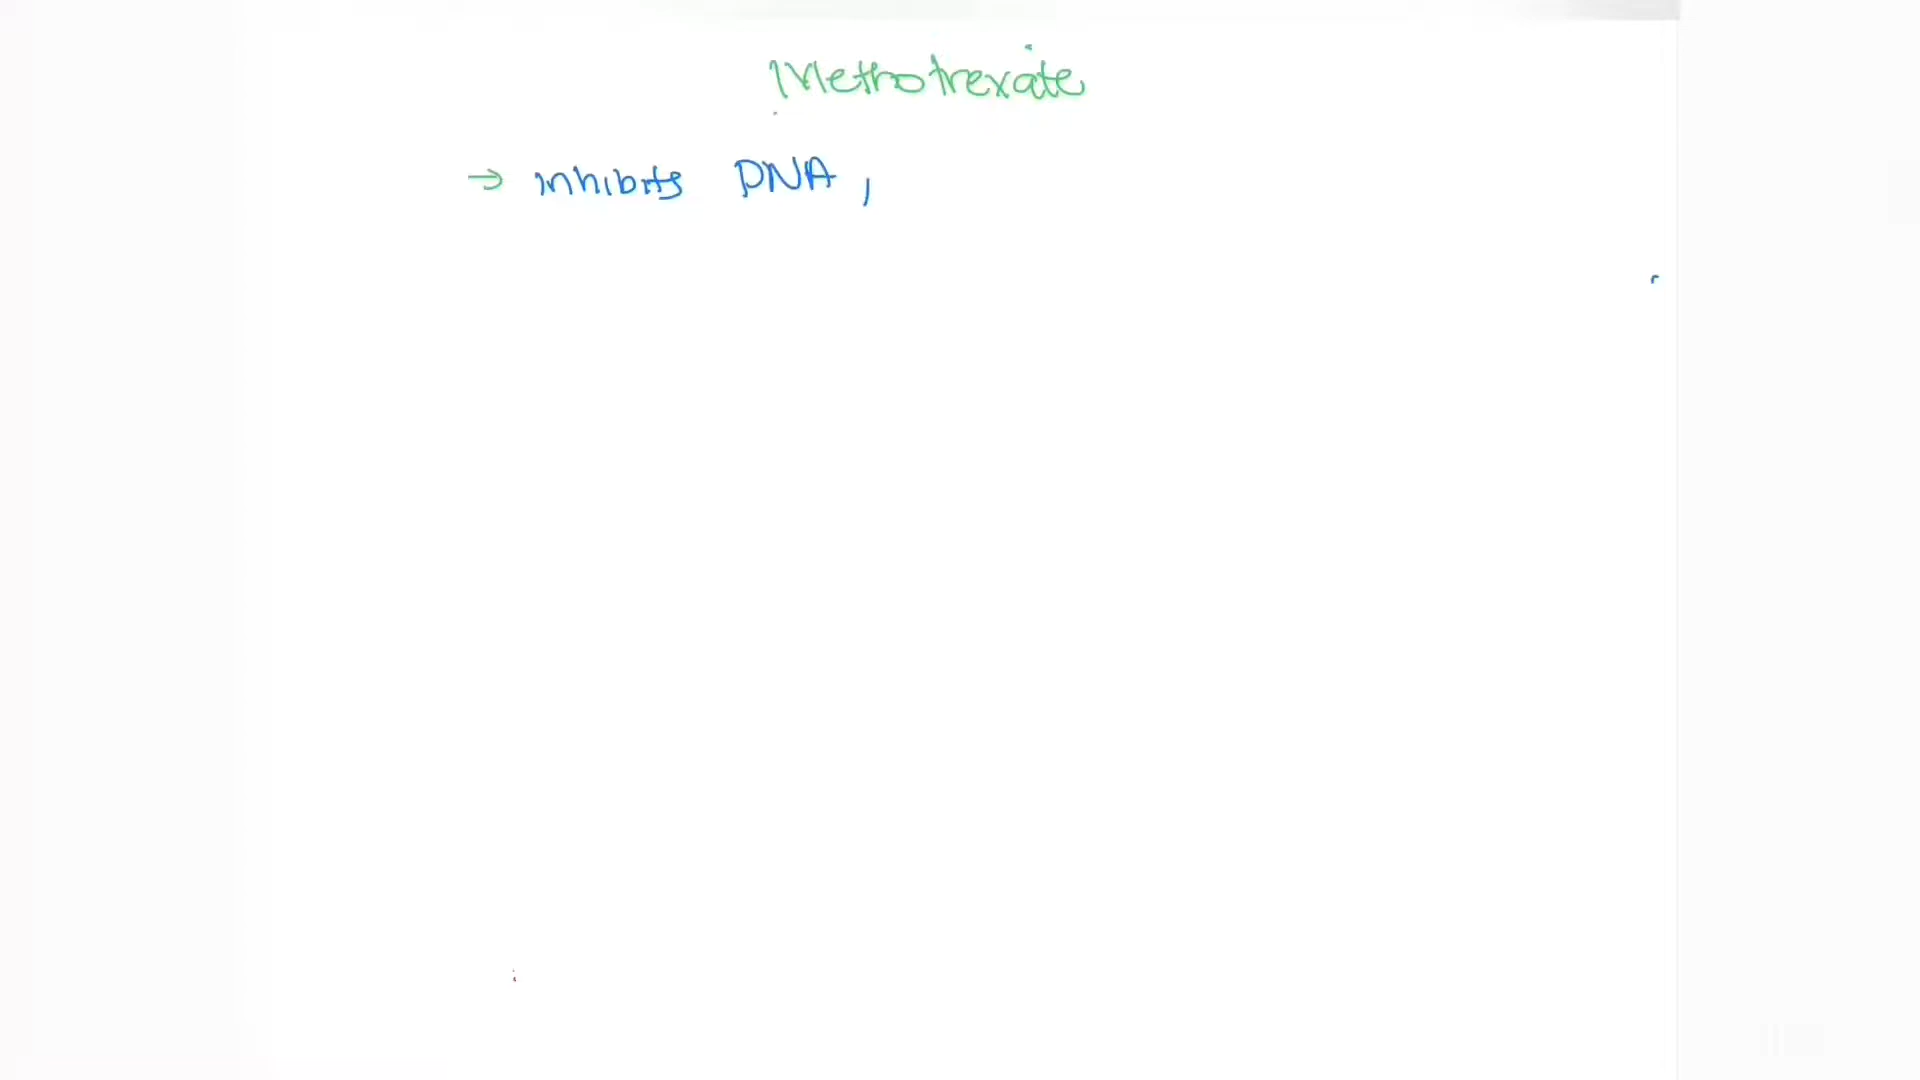 Methotrexate
→ inhibits DNA,